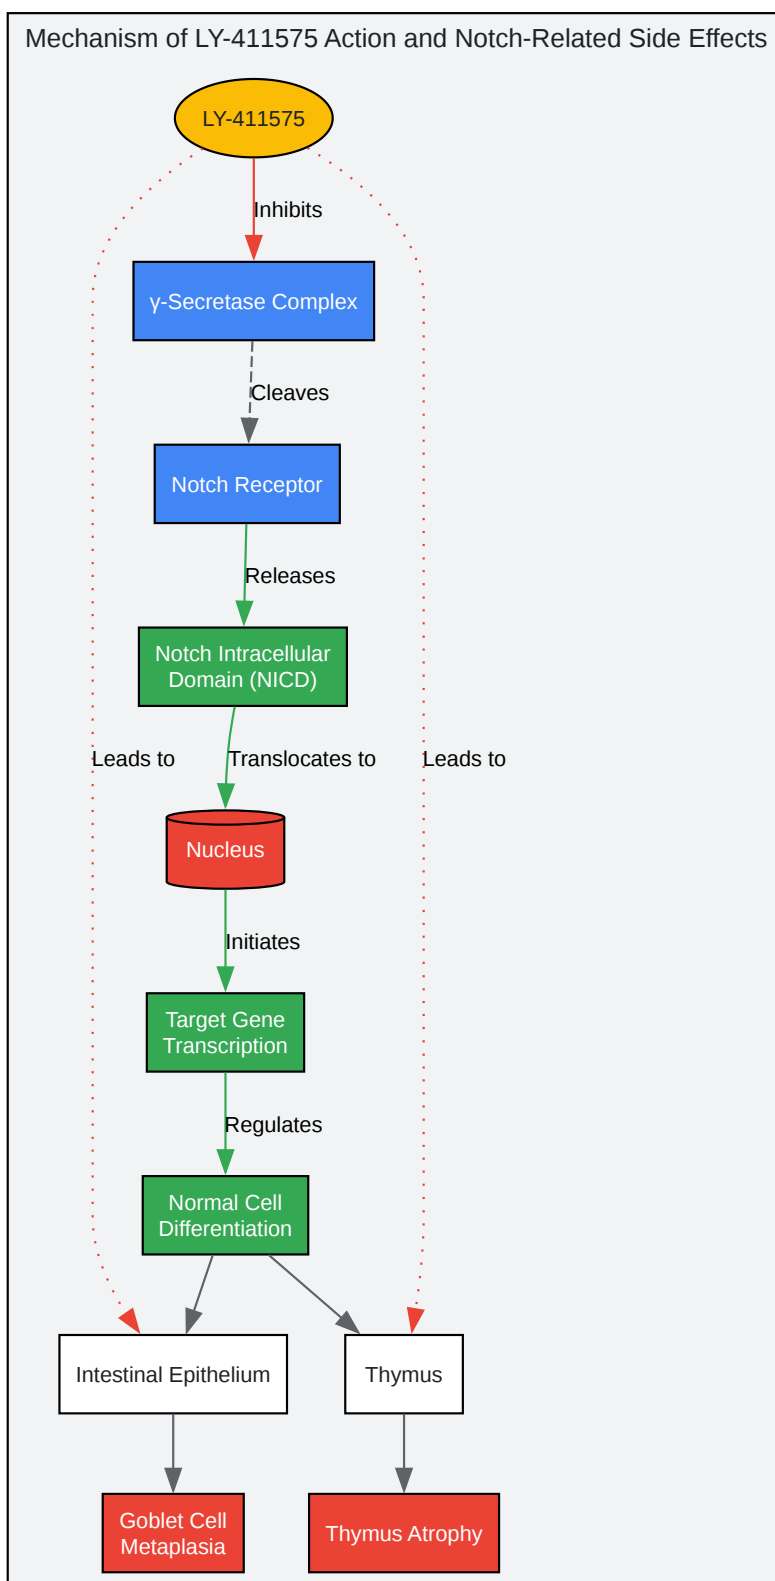 Mechanism of LY-411575 Action and Notch-Related Side Effects
LY-411575
Inhibits
γ-Secretase Complex
Cleaves
Notch Receptor
Releases
Notch Intracellular
Domain (NICD)
Leads to
Translocates to
Leads to
Nucleus
Initiates
Target Gene
Transcription
Regulates
Normal Cell
Differentiation
Intestinal Epithelium
Thymus
Goblet Cell
Metaplasia
Thymus Atrophy